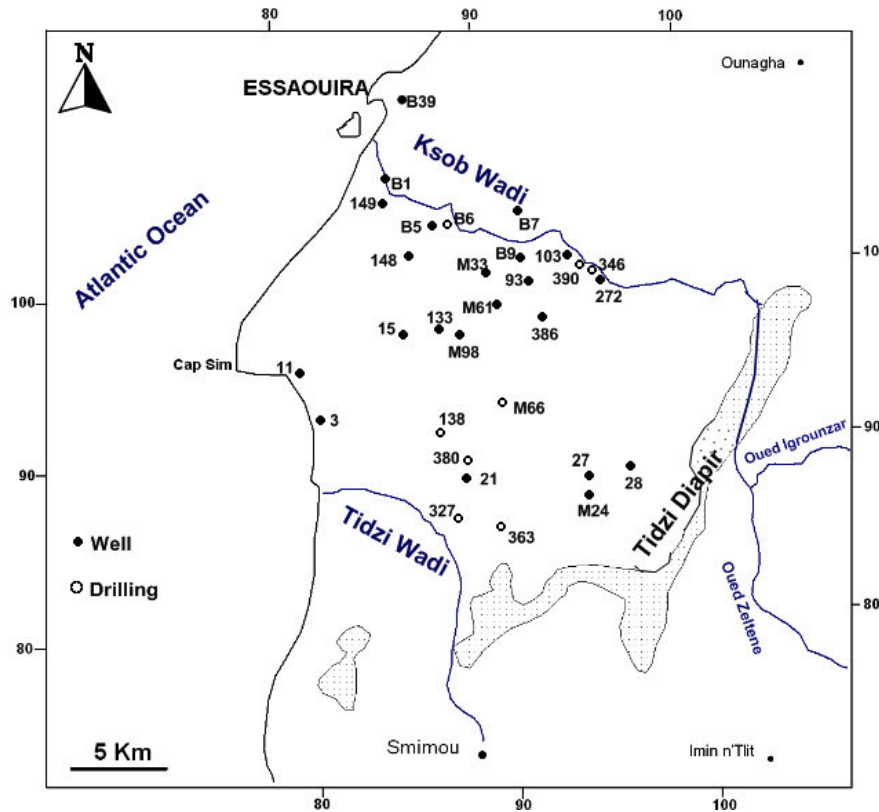 80 90 100
N
Ounagha
ESSAOUIRA
B39
Ksob Wadi
Atlantic Ocean
B1
149
B5 B6 B7
148 M33 B9 103 390 346
93 272
100
100
M61
15 133 386
M98
Cap Sim
11
M66
3 138
90
Oued Igrounzar
380 27
90
21 28
M24
327
363
Tidzi Wadi
Tidzi Diapir
Well
Drilling
Oued Zeltene
80
80
5 Km
Smimou
Imin n'Tlit
80 90 100